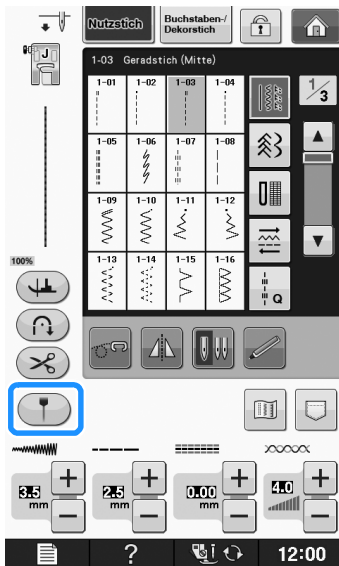 Nutzstich
Buchstaben-/
Dekorstich
J
1-03 Geradstich (Mitte)
1/3
1-01 1-02 1-03 1-04
1-05 1-06 1-07 1-08
1-09 1-10 1-11 1-12
1-13 1-14 1-15 1-16
100%
Q
3.5 mm
2.5 mm
0.00 mm
4.0
?
12:00